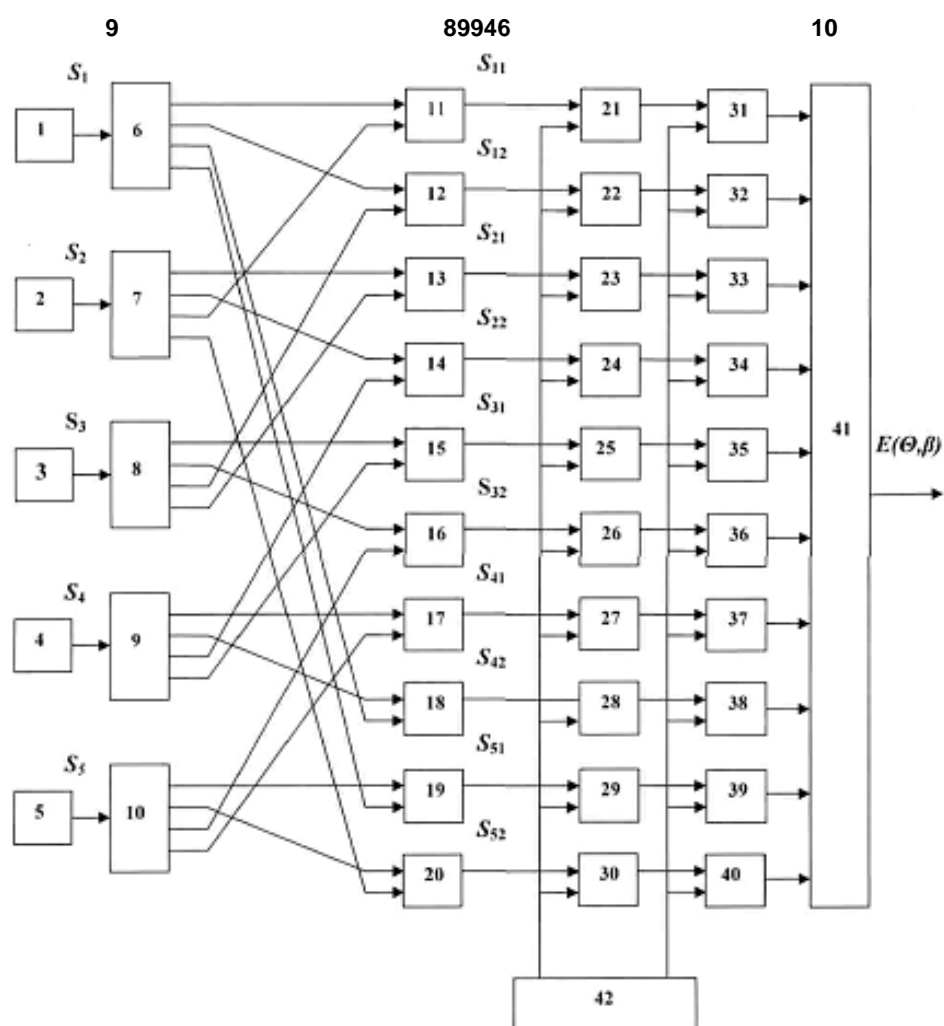 9 89946 10
S₁ S₁₁
1 6 11 21 31
S₁₂
12 22 32
S₂ S₂₁
2 7 13 23 33
S₂₂
14 24 34
S₃ S₃₁
3 8 15 25 35 41 E(Θ,β)
S₃₂
16 26 36
S₄ S₄₁
4 9 17 27 37
S₄₂
18 28 38
S₅ S₅₁
5 10 19 29 39
S₅₂
20 30 40
42